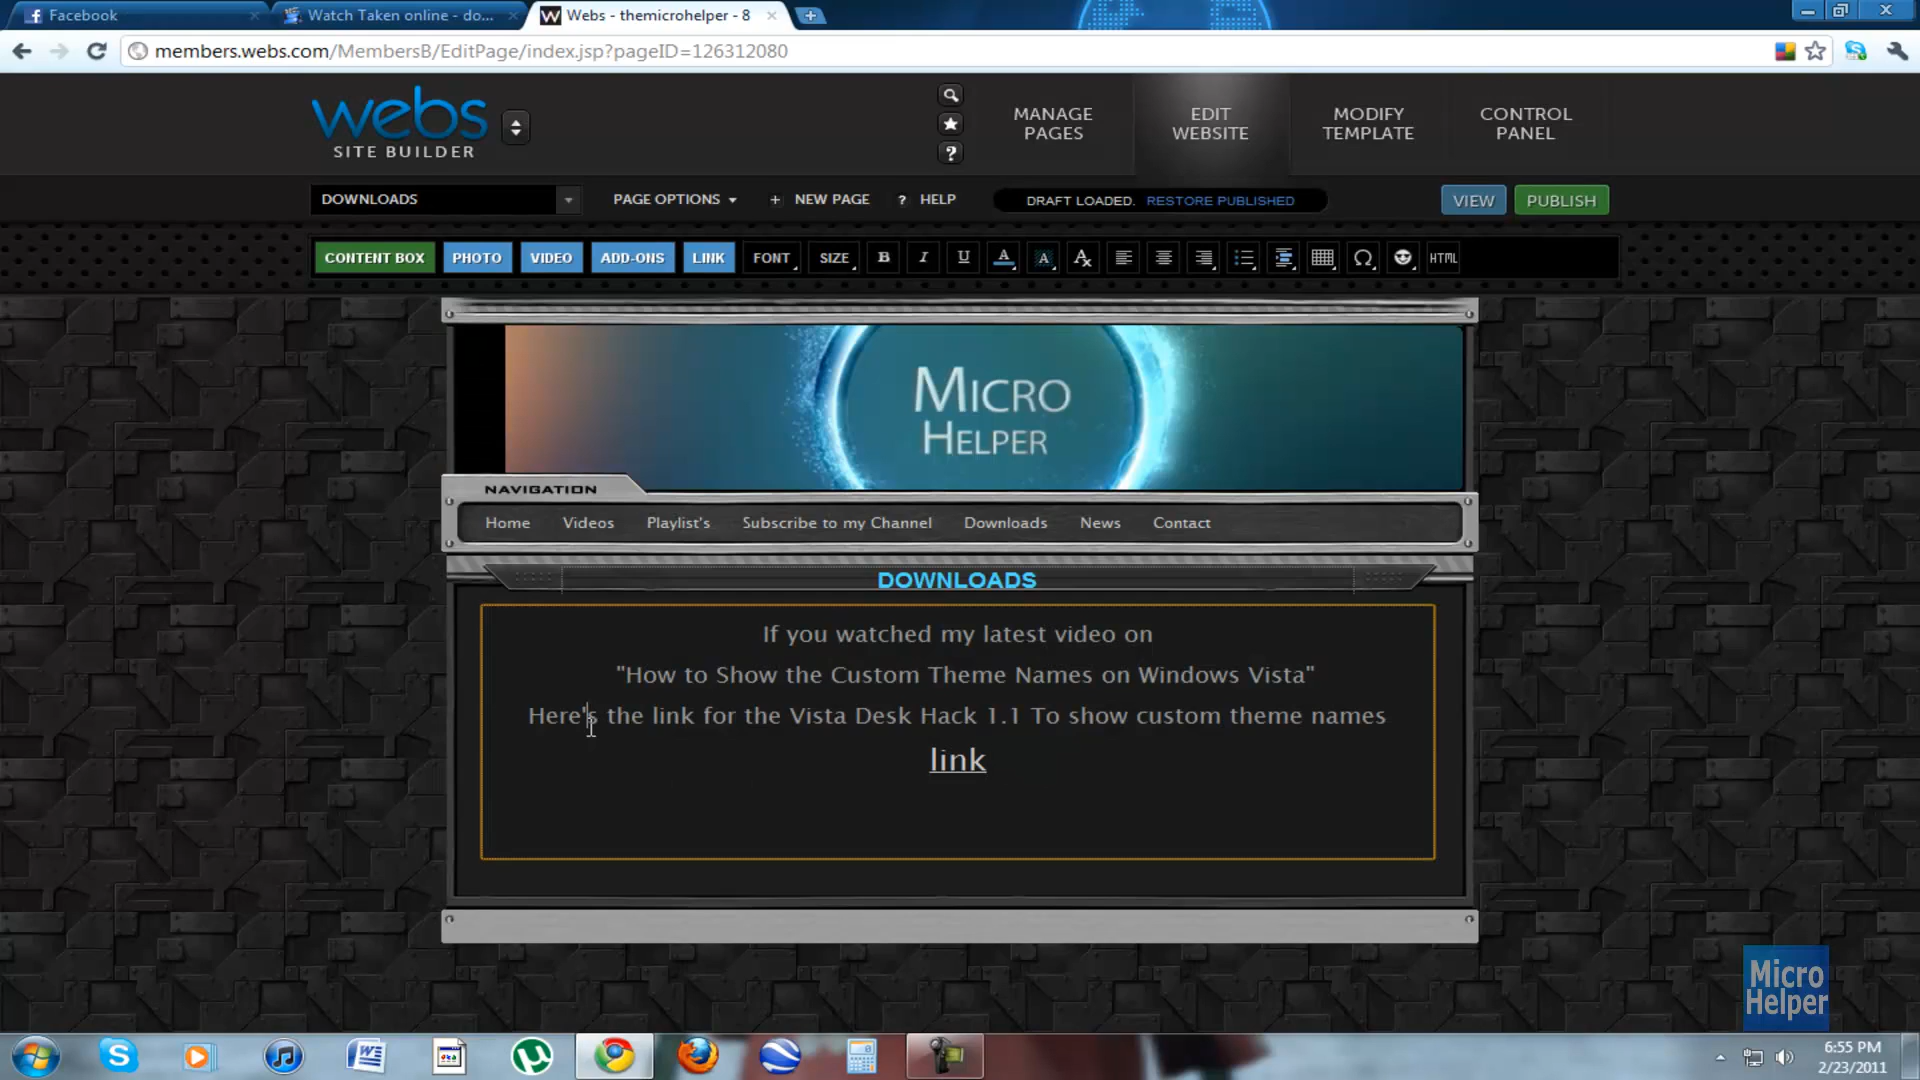 Facebook
Watch Taken online - do...
Webs - themicrohelper - 8
members.webs.com/MembersB/EditPage/index.jsp?pageID=126312080
webs
SITE BUILDER
MANAGE PAGES
EDIT WEBSITE
MODIFY TEMPLATE
CONTROL PANEL
DOWNLOADS
PAGE OPTIONS
+ NEW PAGE
? HELP
DRAFT LOADED. RESTORE PUBLISHED
VIEW
PUBLISH
CONTENT BOX
PHOTO
VIDEO
ADD-ONS
LINK
FONT
SIZE
B
I
U
A
A
HTML
MICRO
HELPER
NAVIGATION
Home
Videos
Playlist's
Subscribe to my Channel
Downloads
News
Contact
DOWNLOADS
If you watched my latest video on
"How to Show the Custom Theme Names on Windows Vista"
Here's the link for the Vista Desk Hack 1.1 To show custom theme names
link
Micro
Helper
6:55 PM
2/23/2011